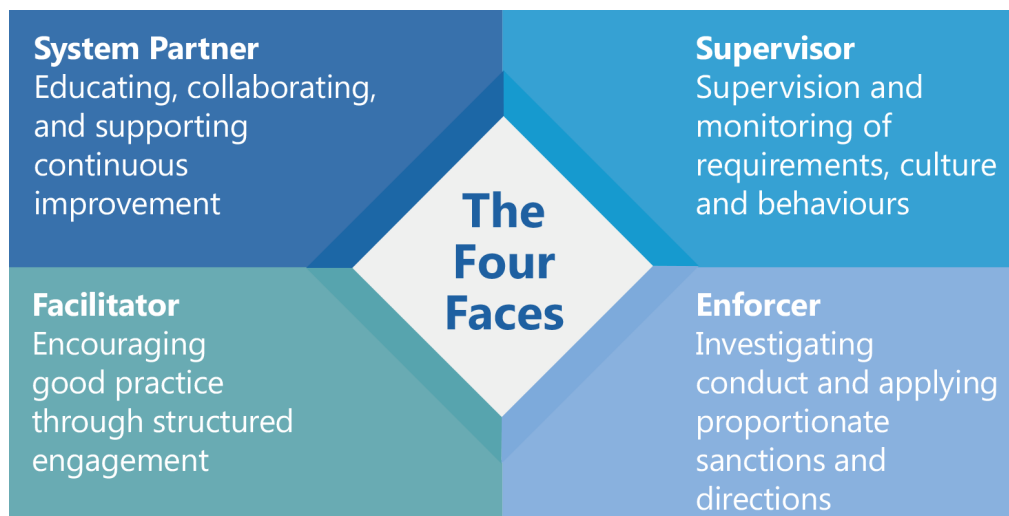 System Partner
Educating, collaborating,
and supporting
continuous
improvement
Supervisor
Supervision and
monitoring of
requirements, culture
and behaviours
The
Four
Faces
Facilitator
Encouraging
good practice
through structured
engagement
Enforcer
Investigating
conduct and applying
proportionate
sanctions and
directions